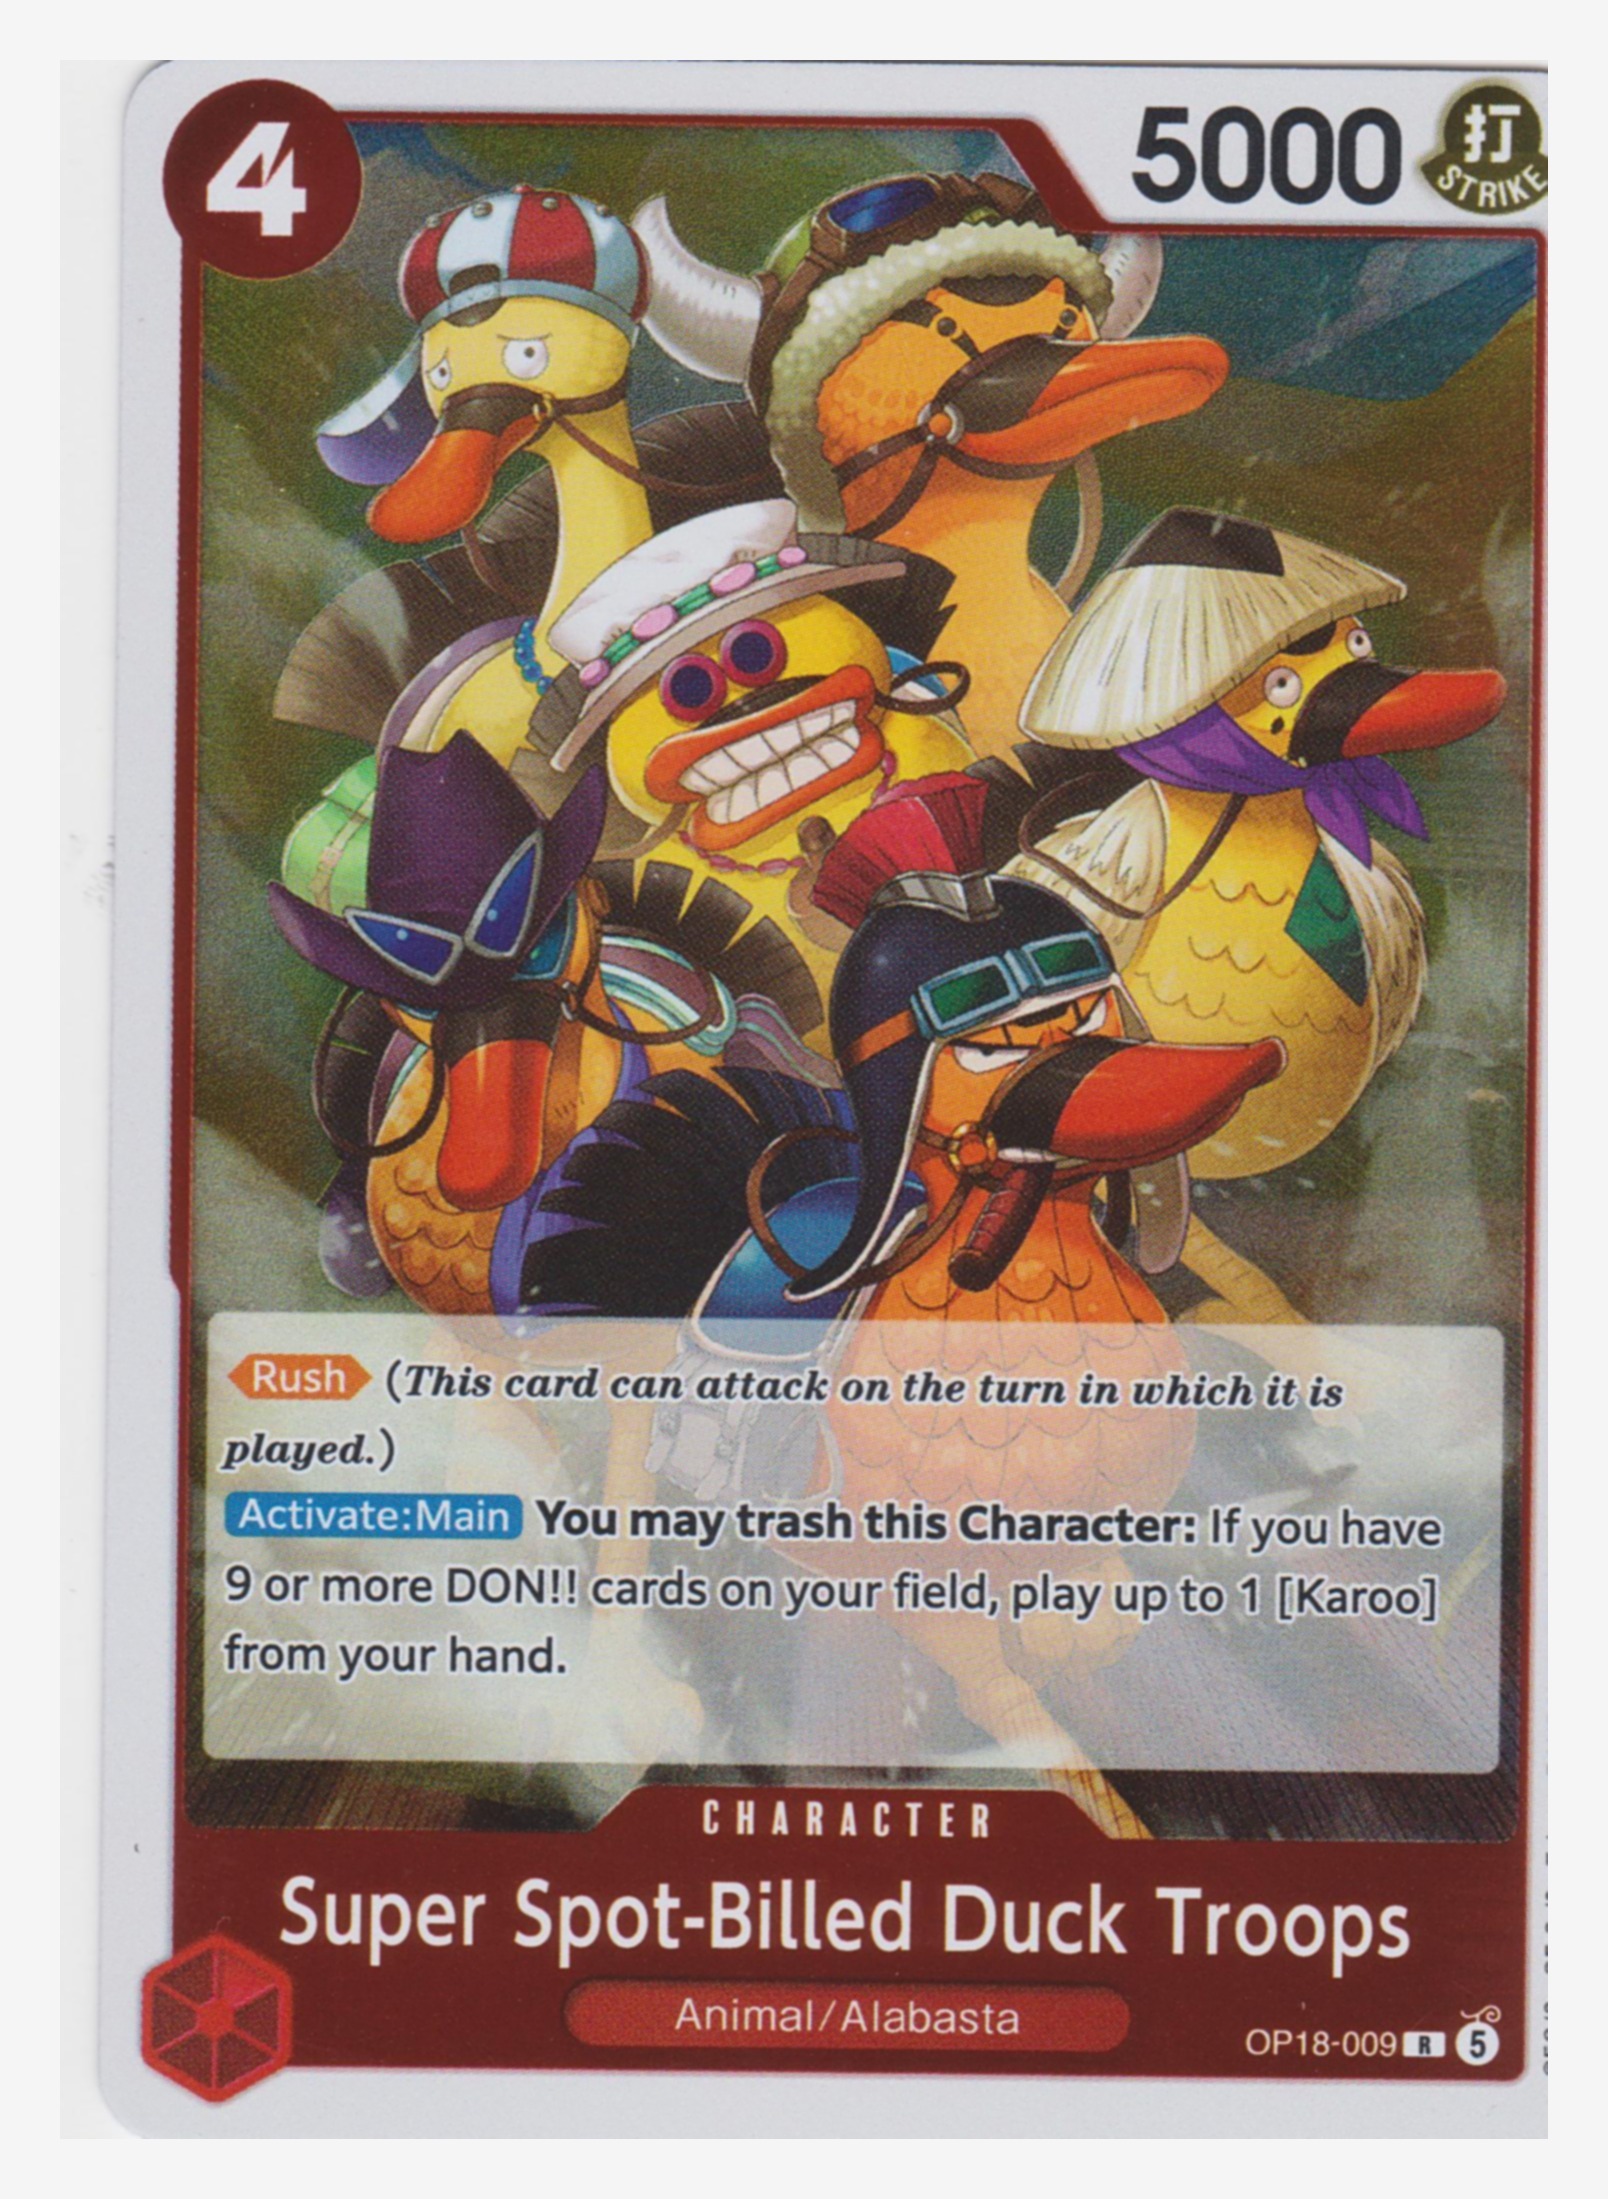 4
5000
打
STRIKE
Rush (This card can attack on the turn in which it is
played.)
Activate:Main You may trash this Character: If you have
9 or more DON!! cards on your field, play up to 1 [Karoo]
from your hand.
CHARACTER
Super Spot-Billed Duck Troops
Animal/Alabasta
OP18-009 R 5